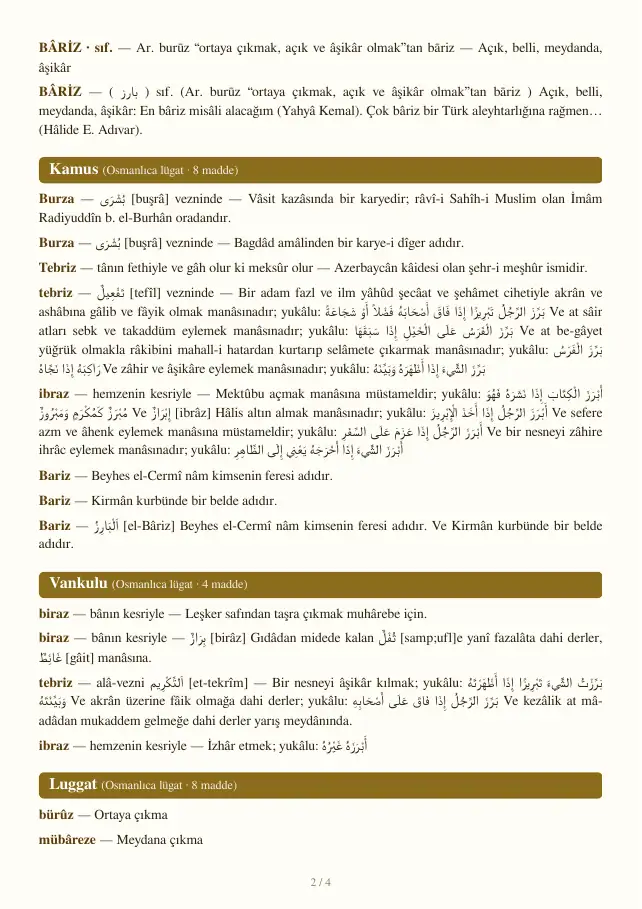 BÂRİZ · sıf. — Ar. burūz “ortaya çıkmak, açık ve âşikâr olmak”tan bāriz — Açık, belli, meydanda,
âşikâr
BÂRİZ — ( بارز ) sıf. (Ar. burūz “ortaya çıkmak, açık ve âşikâr olmak”tan bāriz ) Açık, belli,
meydanda, âşikâr: En bâriz misâli alacağım (Yahyâ Kemal). Çok bâriz bir Türk aleyhtarlığına rağmen…
(Hâlide E. Adıvar).
Kamus (Osmanlıca lügat · 8 madde)
Burza — بُشْرَى [buşrâ] vezninde — Vâsit kazâsında bir karyedir; râvî-i Sahîh-i Muslim olan İmâm
Radiyuddîn b. el-Burhân oradandır.
Burza — بُشْرَى [buşrâ] vezninde — Bagdâd amâlinden bir karye-i dîger adıdır.
Tebriz — tânın fethiyle ve gâh olur ki meksûr olur — Azerbaycân kâidesi olan şehr-i meşhûr ismidir.
tebriz — تَفْعِيلٌ [tefîl] vezninde — Bir adam fazl ve ilm yâhûd şecâat ve şehâmet cihetiyle akrân ve
ashâbına gâlib ve fâyik olmak manâsınadır; yukâlu: بَرَّزَ الرَّجُلُ تَبْرِيزًا إِذَا فَاقَ أَصْحَابَهُ فَضْلاً أَوْ شَجَاعَةً Ve at sâir
atları sebk ve takaddüm eylemek manâsınadır; yukâlu: بَرَّزَ الْفَرَسُ عَلَى الْخَيْلِ إِذَا سَبَقَهَا Ve at be-gâyet
yüğrük olmakla râkibini mahall-i hatardan kurtarıp selâmete çıkarmak manâsınadır; yukâlu: بَرَّزَ الْفَرَسُ
رَاكِبَهُ إِذَا نَجَاهُ Ve zâhir ve âşikâre eylemek manâsınadır; yukâlu: بَرَّزَ الشَّيْءَ إِذَا أَظْهَرَهُ وَبَيَّنَهُ
ibraz — hemzenin kesriyle — Mektûbu açmak manâsına müstameldir; yukâlu: أَبْرَزَ الْكِتَابَ إِذَا نَشَرَهُ فَهُوَ
مُبْرَزٌ كَمُكْرَمٍ وَمَبْرُوزٌ Ve إِبْرَازٌ [ibrâz] Hâlis altın almak manâsınadır; yukâlu: أَبْرَزَ الرَّجُلُ إِذَا أَخَذَ الْإِبْرِيزَ Ve sefere
azm ve âhenk eylemek manâsına müstameldir; yukâlu: أَبْرَزَ الرَّجُلُ إِذَا عَزَمَ عَلَى السَّفَرِ Ve bir nesneyi zâhire
ihrâc eylemek manâsınadır; yukâlu: أَبْرَزَ الشَّيْءَ إِذَا أَخْرَجَهُ يَعْنِي إِلَى الظَّاهِرِ
Bariz — Beyhes el-Cermî nâm kimsenin feresi adıdır.
Bariz — Kirmân kurbünde bir belde adıdır.
Bariz — اَلْبَارِزُ [el-Bâriz] Beyhes el-Cermî nâm kimsenin feresi adıdır. Ve Kirmân kurbünde bir belde
adıdır.
Vankulu (Osmanlıca lügat · 4 madde)
biraz — bânın kesriyle — Leşker safından taşra çıkmak muhârebe için.
biraz — bânın kesriyle — بِرَازٌ [birâz] Gıdâdan midede kalan ثُفْلٌ [samp;ufl]e yanî fazalâta dahi derler,
غَائِطٌ [gâit] manâsına.
tebriz — alâ-vezni اَلتَّكْرِيم [et-tekrîm] — Bir nesneyi âşikâr kılmak; yukâlu: بَرَّزْتُ الشَّيْءَ تَبْرِيزًا إِذَا أَظْهَرْتَهُ
وَبَيَّنْتَهُ Ve akrân üzerine fâik olmağa dahi derler; yukâlu: بَرَّزَ الرَّجُلُ إِذَا فَاقَ عَلَى أَصْحَابِهِ Ve kezâlik at mâ-
adâdan mukaddem gelmeğe dahi derler yarış meydânında.
ibraz — hemzenin kesriyle — İzhâr etmek; yukâlu: أَبْرَزَهُ غَيْرُهُ
Luggat (Osmanlıca lügat · 8 madde)
bürûz — Ortaya çıkma
mübâreze — Meydana çıkma
2 / 4